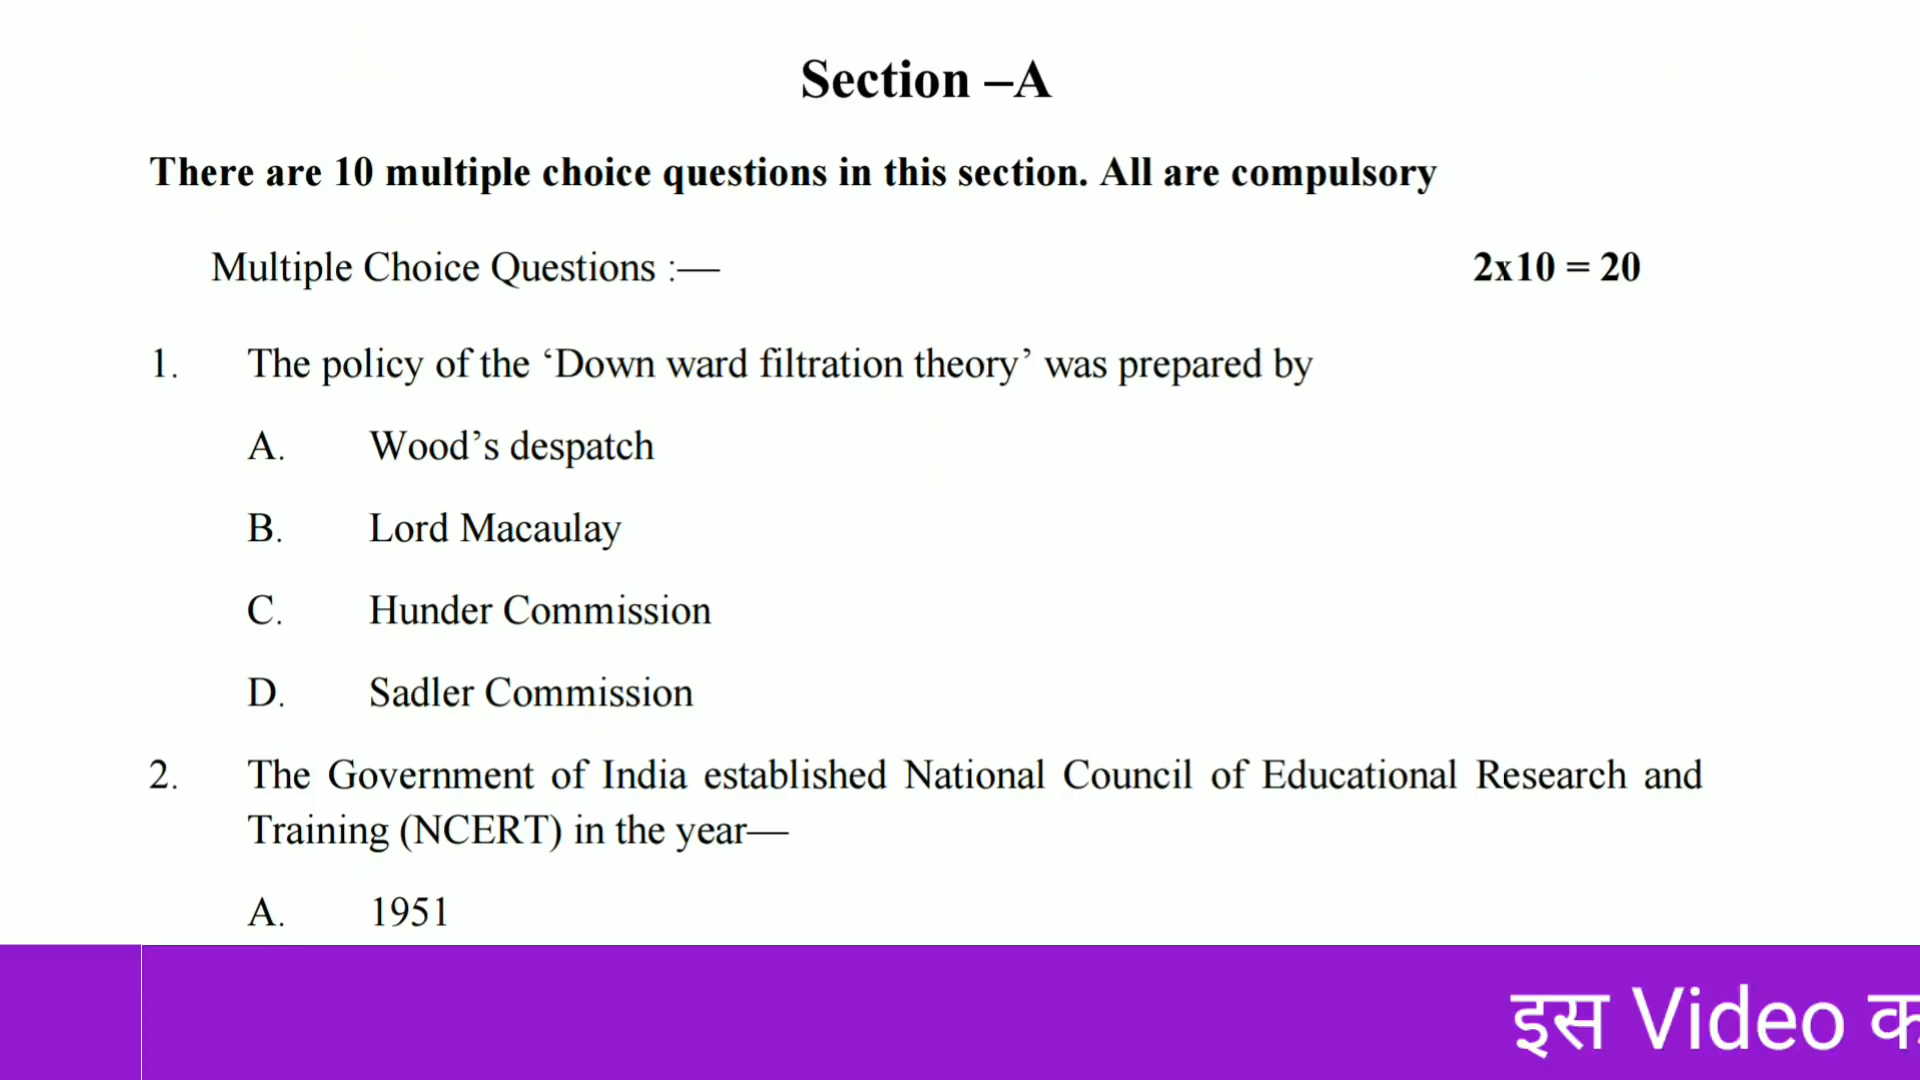 Section –A
There are 10 multiple choice questions in this section. All are compulsory
Multiple Choice Questions :— 2x10 = 20
1. The policy of the ‘Down ward filtration theory’ was prepared by
A. Wood’s despatch
B. Lord Macaulay
C. Hunder Commission
D. Sadler Commission
2. The Government of India established National Council of Educational Research and
Training (NCERT) in the year—
A. 1951
इस Video